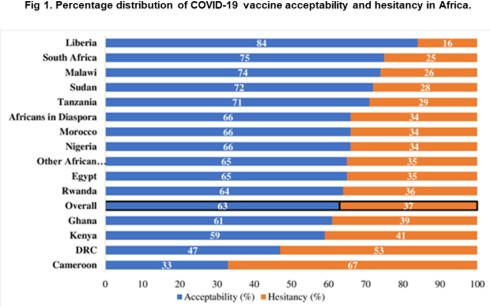 Fig 1. Percentage distribution of COVID-19 vaccine acceptability and hesitancy in Africa.
Liberia 84 16
South Africa 75 25
Malawi 74 26
Sudan 72 28
Tanzania 71 29
Africans in Diaspora 66 34
Morocco 66 34
Nigeria 66 34
Other African... 65 35
Egypt 65 35
Rwanda 64 36
Overall 63 37
Ghana 61 39
Kenya 59 41
DRC 47 53
Cameroon 33 67
0 10 20 30 40 50 60 70 80 90 100
Acceptability (%) Hesitancy (%)